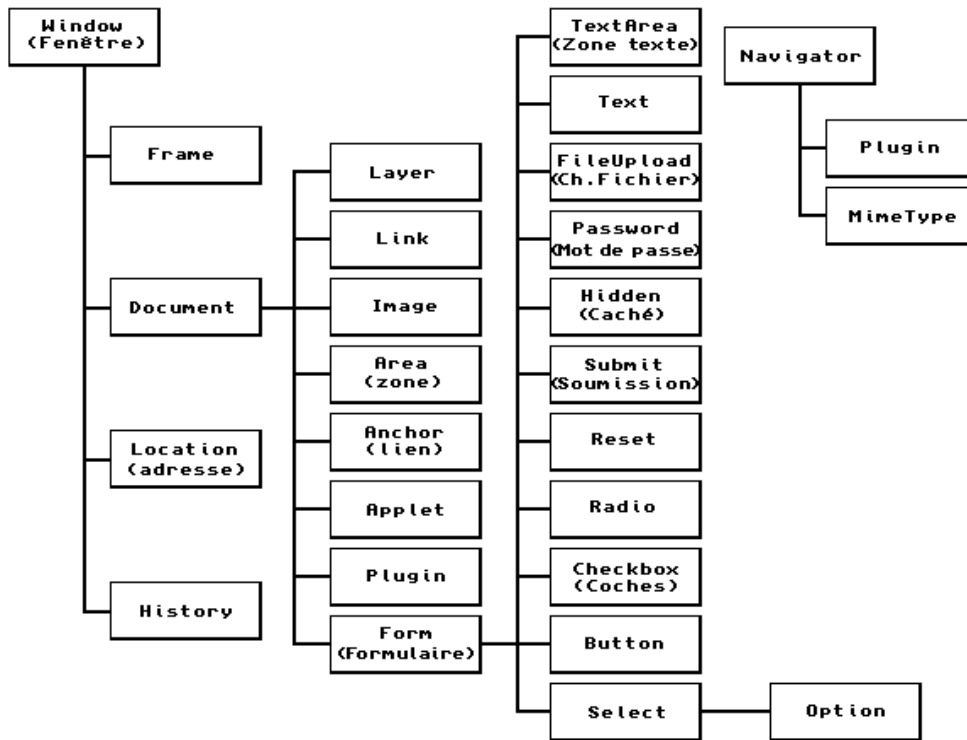 Window
(Fenêtre)
Frame
Document
Location
(adresse)
History
Layer
Link
Image
Area
(zone)
Anchor
(lien)
Applet
Plugin
Form
(Formulaire)
TextArea
(Zone texte)
Text
FileUpload
(Ch.Fichier)
Password
(Mot de passe)
Hidden
(Caché)
Submit
(Soumission)
Reset
Radio
Checkbox
(Coches)
Button
Select
Option
Navigator
Plugin
MimeType